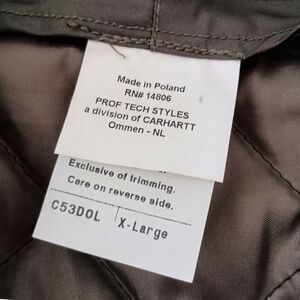 Made in Poland
RN# 14806
PROF TECH STYLES
a division of CARHARTT
Ommen - NL
Exclusive of trimming.
Care on reverse side.
C53DOL X-Large